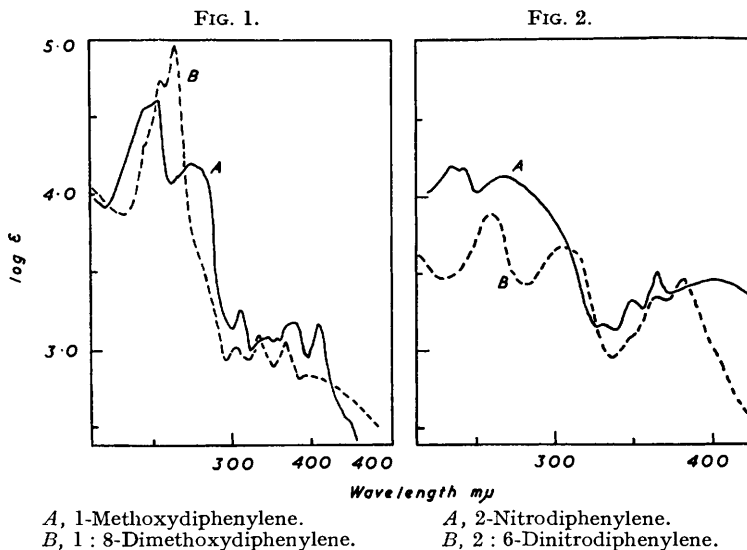 FIG. 1.
FIG. 2.
5·0
4·0
3·0
log ε
B
A
A
B
300 400 400
300 400
Wavelength mμ
A, 1-Methoxydiphenylene.
B, 1 : 8-Dimethoxydiphenylene.
A, 2-Nitrodiphenylene.
B, 2 : 6-Dinitrodiphenylene.